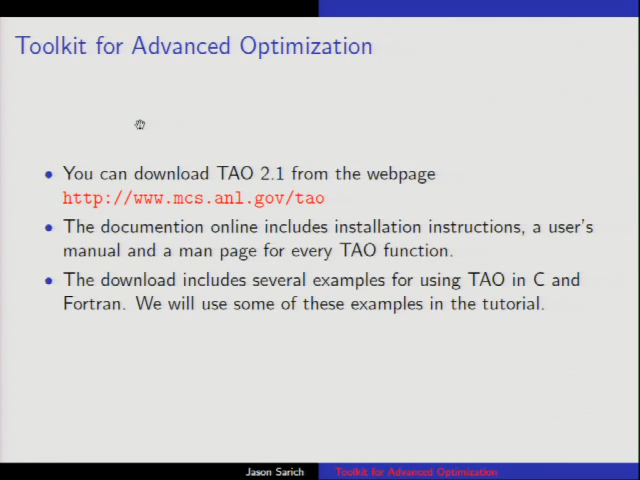 Toolkit for Advanced Optimization
You can download TAO 2.1 from the webpage
http://www.mcs.anl.gov/tao
The documention online includes installation instructions, a user's
manual and a man page for every TAO function.
The download includes several examples for using TAO in C and
Fortran. We will use some of these examples in the tutorial.
Jason Sarich Toolkit for Advanced Optimization